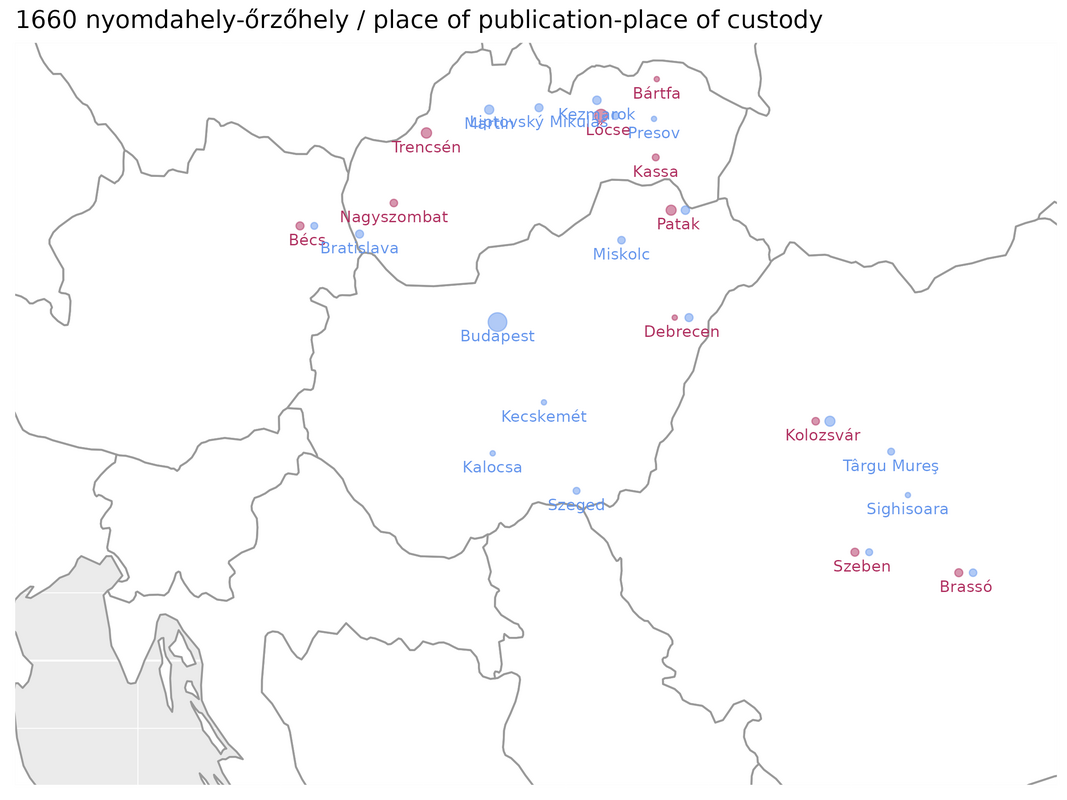 1660 nyomdahely-őrzőhely / place of publication-place of custody
Bártfa
Martin
Liptovský Mikuláš
Kezmarok
Lőcse
Presov
Trencsén
Kassa
Nagyszombat
Patak
Bécs
Bratislava
Miskolc
Budapest
Debrecen
Kecskemét
Kolozsvár
Kalocsa
Târgu Mureş
Szeged
Sighisoara
Szeben
Brassó